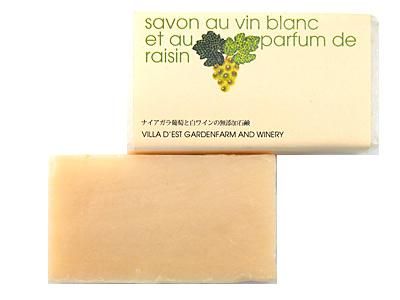 savon au vin blanc
et au parfum de
raisin
ナイアガラ葡萄と白ワインの無添加石鹸
VILLA D'EST GARDENFARM AND WINERY